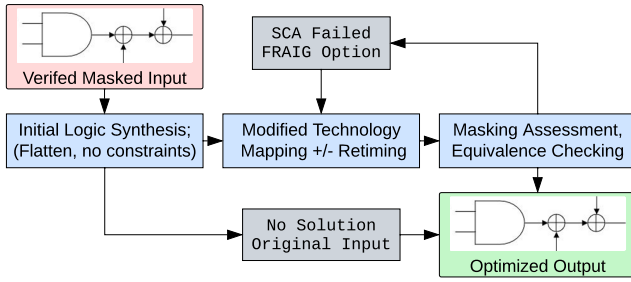 Verifed Masked Input
SCA Failed
FRAIG Option
Initial Logic Synthesis;
(Flatten, no constraints)
Modified Technology
Mapping +/- Retiming
Masking Assessment,
Equivalence Checking
No Solution
Original Input
Optimized Output